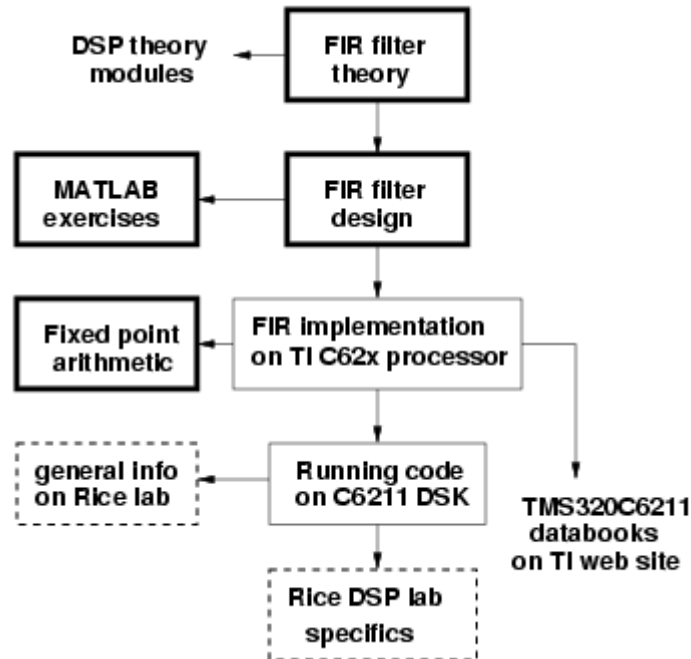 DSP theory
modules
FIR filter
theory
MATLAB
exercises
FIR filter
design
Fixed point
arithmetic
FIR implementation
on TI C62x processor
general info
on Rice lab
Running code
on C6211 DSK
TMS320C6211
databooks
on TI web site
Rice DSP lab
specifics